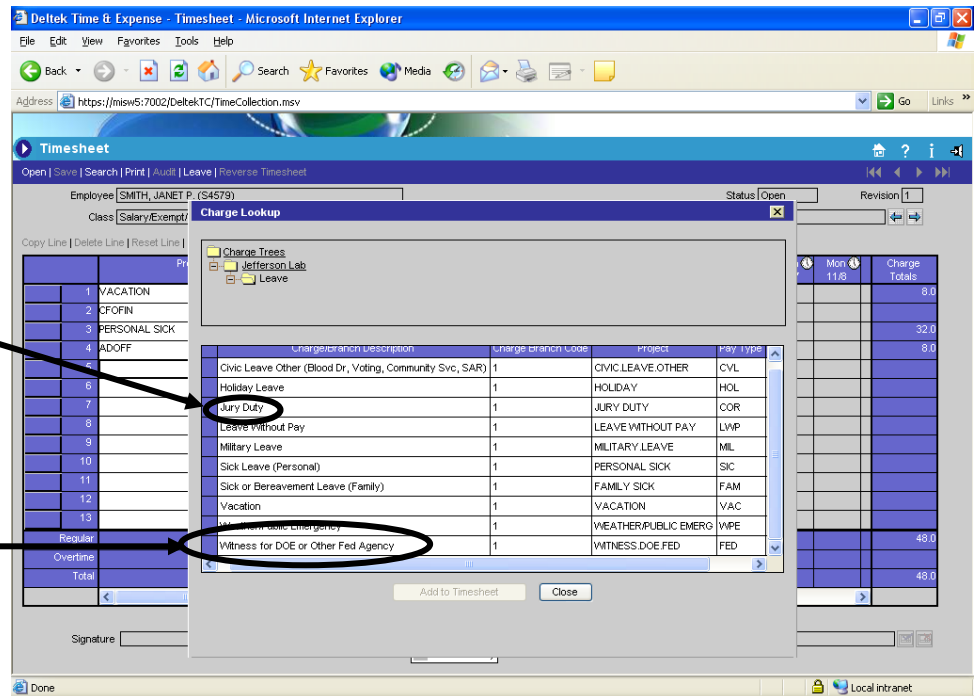 Deltek Time & Expense - Timesheet - Microsoft Internet Explorer
File Edit View Favorites Tools Help
Back Search Favorites Media
Address https://misw5:7002/DeltekTC/TimeCollection.msv Go Links »
Timesheet ? i
Open | Save | Search | Print | Audit | Leave | Reverse Timesheet
Employee SMITH, JANET P. (S4579) Status Open Revision 1
Class Salary/Exempt/
Charge Lookup
Copy Line | Delete Line | Reset Line |
Charge Trees
Jefferson Lab
Leave
Mon 11/8 Charge Totals
1 VACATION 8.0
2 CFOFIN
3 PERSONAL SICK 32.0
4 ADOFF 8.0
5
6
7
8
9
10
11
12
13
Regular 48.0
Overtime
Total 48.0
Charge/Branch Description Charge Branch Code Project Pay Type
Civic Leave Other (Blood Dr, Voting, Community Svc, SAR) 1 CIVIC.LEAVE.OTHER CVL
Holiday Leave 1 HOLIDAY HOL
Jury Duty 1 JURY DUTY COR
Leave Without Pay 1 LEAVE WITHOUT PAY LWP
Military Leave 1 MILITARY.LEAVE MIL
Sick Leave (Personal) 1 PERSONAL SICK SIC
Sick or Bereavement Leave (Family) 1 FAMILY SICK FAM
Vacation 1 VACATION VAC
Weather/Public Emergency 1 WEATHER/PUBLIC EMERG WPE
Witness for DOE or Other Fed Agency 1 WITNESS.DOE.FED FED
Add to Timesheet Close
Signature
Done Local intranet